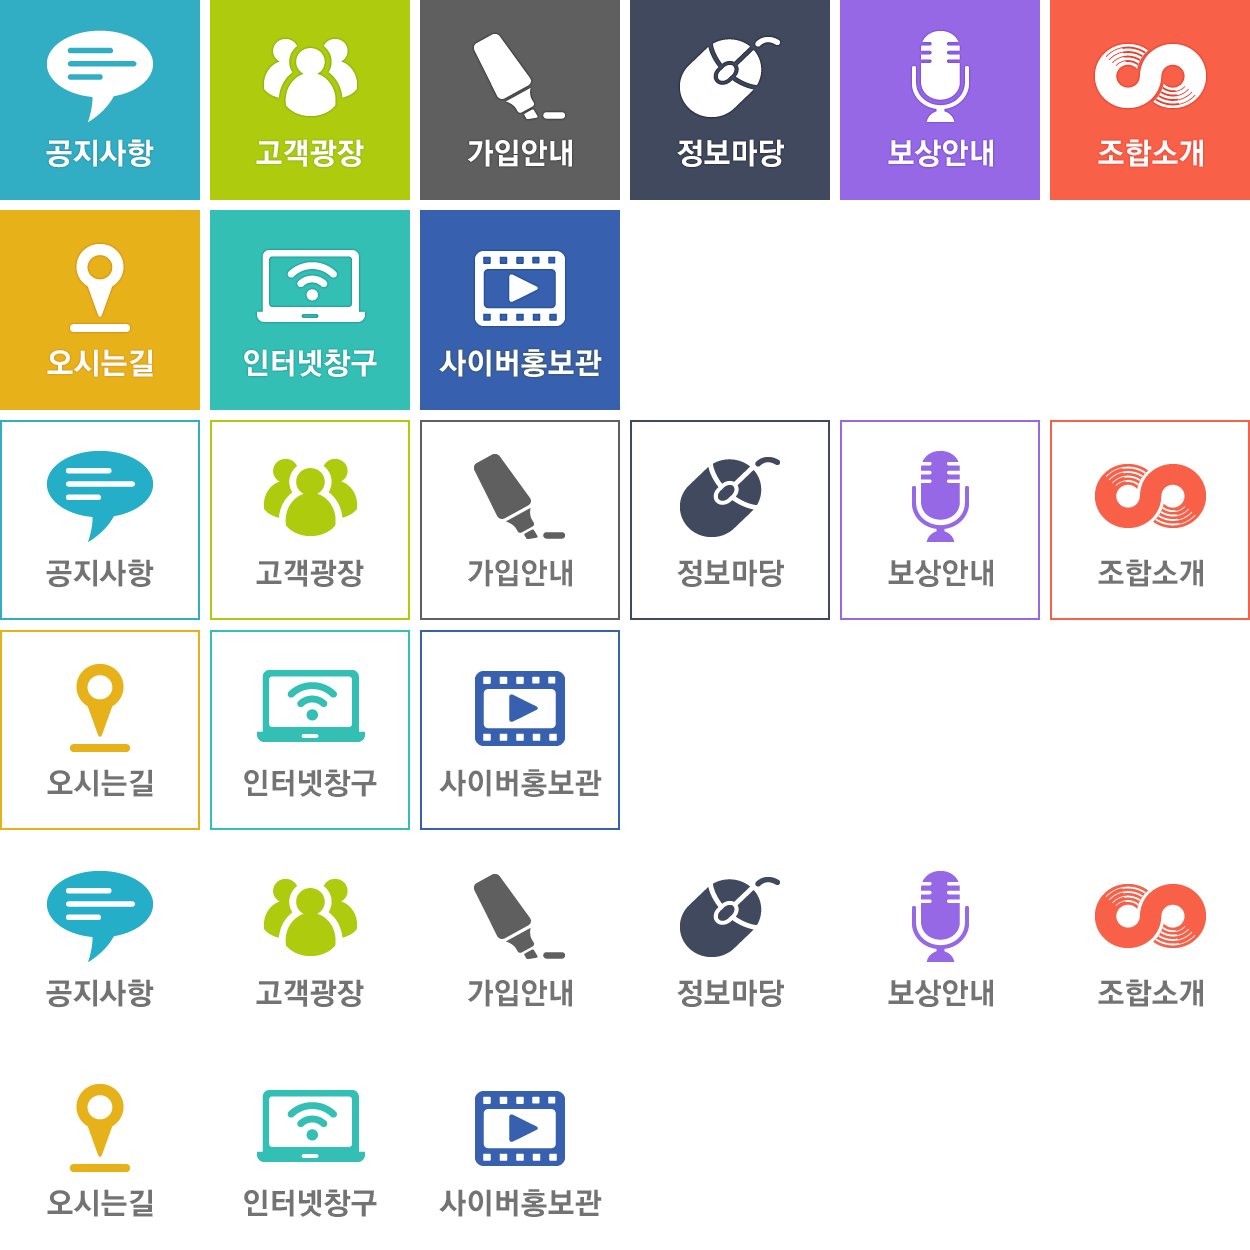 공지사항
고객광장
가입안내
정보마당
보상안내
조합소개
오시는길
인터넷창구
사이버홍보관
공지사항
고객광장
가입안내
정보마당
보상안내
조합소개
오시는길
인터넷창구
사이버홍보관
공지사항
고객광장
가입안내
정보마당
보상안내
조합소개
오시는길
인터넷창구
사이버홍보관